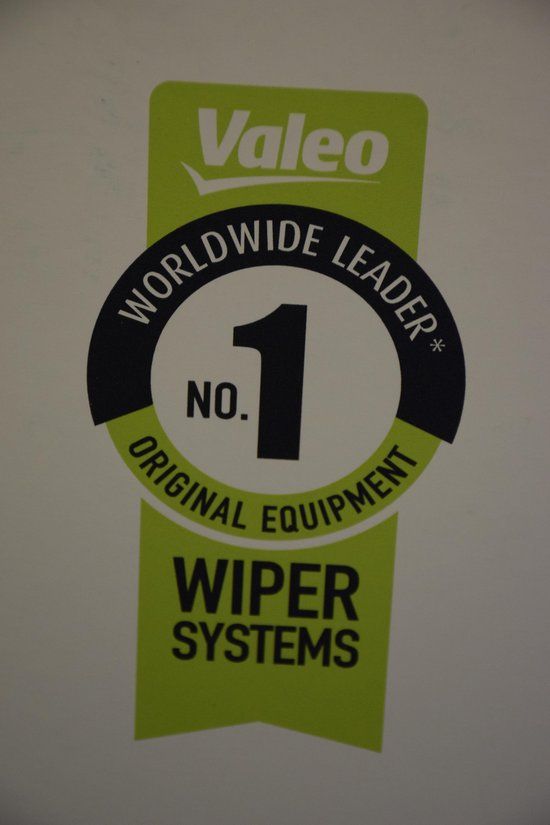 Valeo
WORLDWIDE LEADER*
NO. 1
ORIGINAL EQUIPMENT
WIPER
SYSTEMS